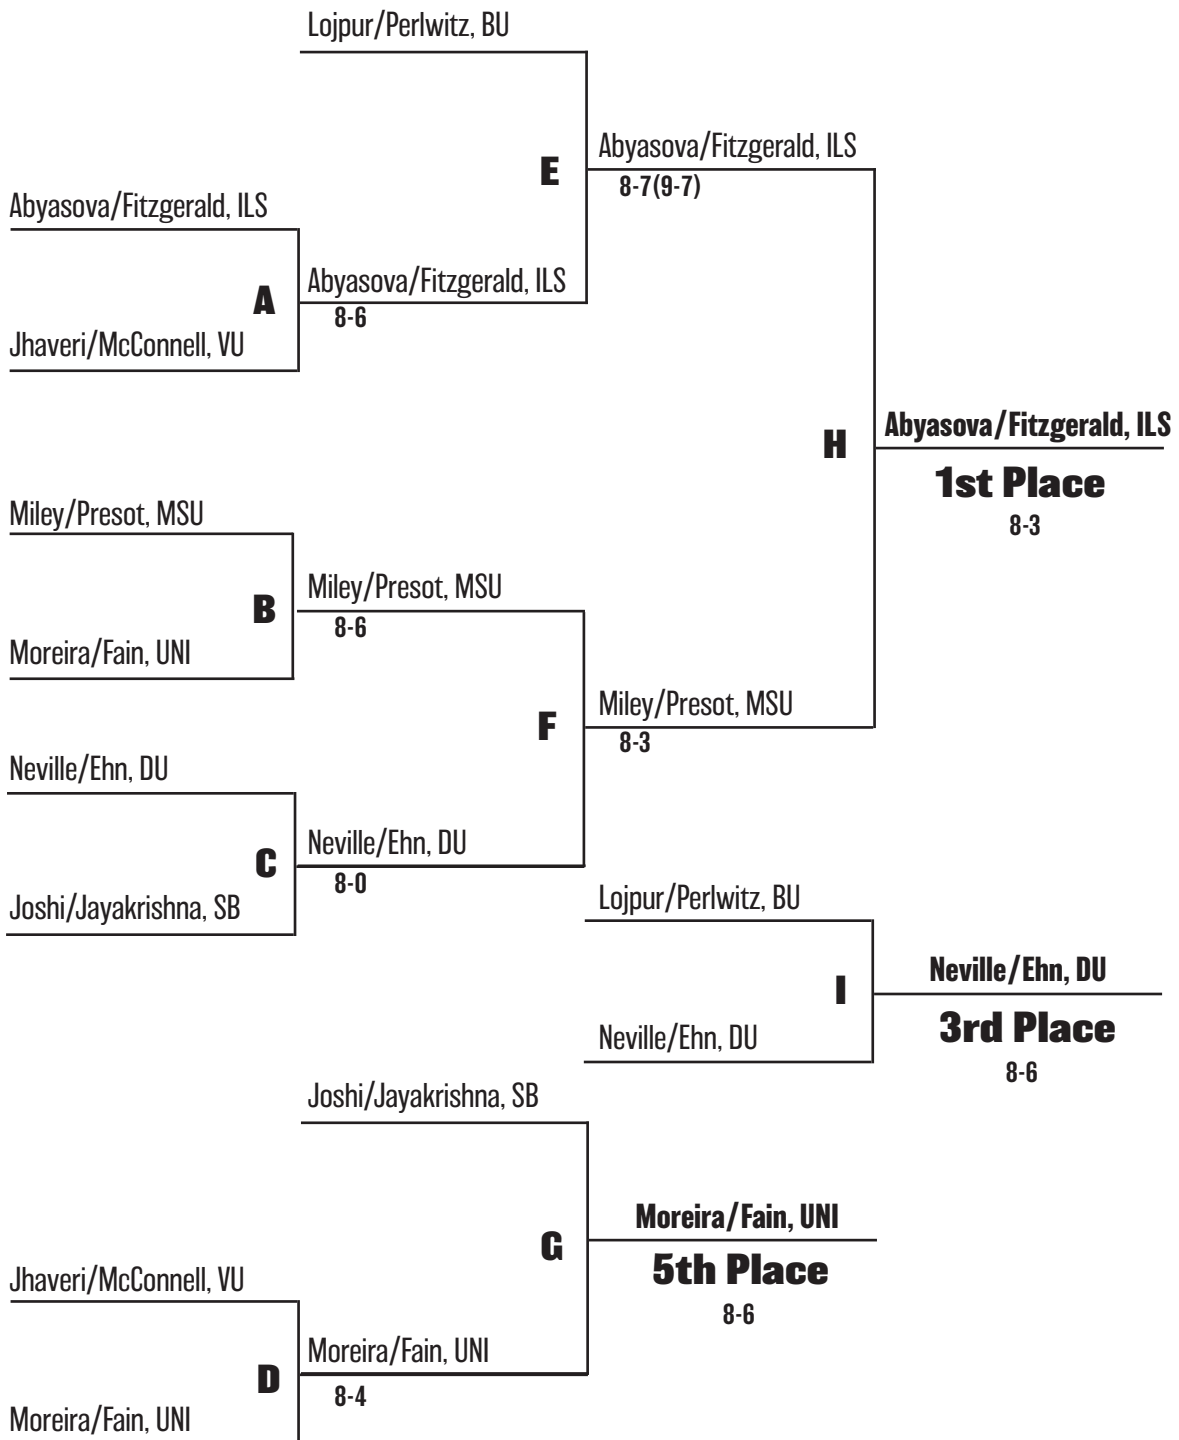 Lojpur/Perlwitz, BU
E
Abyasova/Fitzgerald, ILS
8-7(9-7)
Abyasova/Fitzgerald, ILS
A
Abyasova/Fitzgerald, ILS
8-6
Jhaveri/McConnell, VU
H
Abyasova/Fitzgerald, ILS
1st Place
8-3
Miley/Presot, MSU
B
Miley/Presot, MSU
8-6
Moreira/Fain, UNI
F
Miley/Presot, MSU
8-3
Neville/Ehn, DU
C
Neville/Ehn, DU
8-0
Joshi/Jayakrishna, SB
Lojpur/Perlwitz, BU
I
Neville/Ehn, DU
3rd Place
8-6
Neville/Ehn, DU
Joshi/Jayakrishna, SB
G
Moreira/Fain, UNI
5th Place
8-6
Jhaveri/McConnell, VU
D
Moreira/Fain, UNI
8-4
Moreira/Fain, UNI